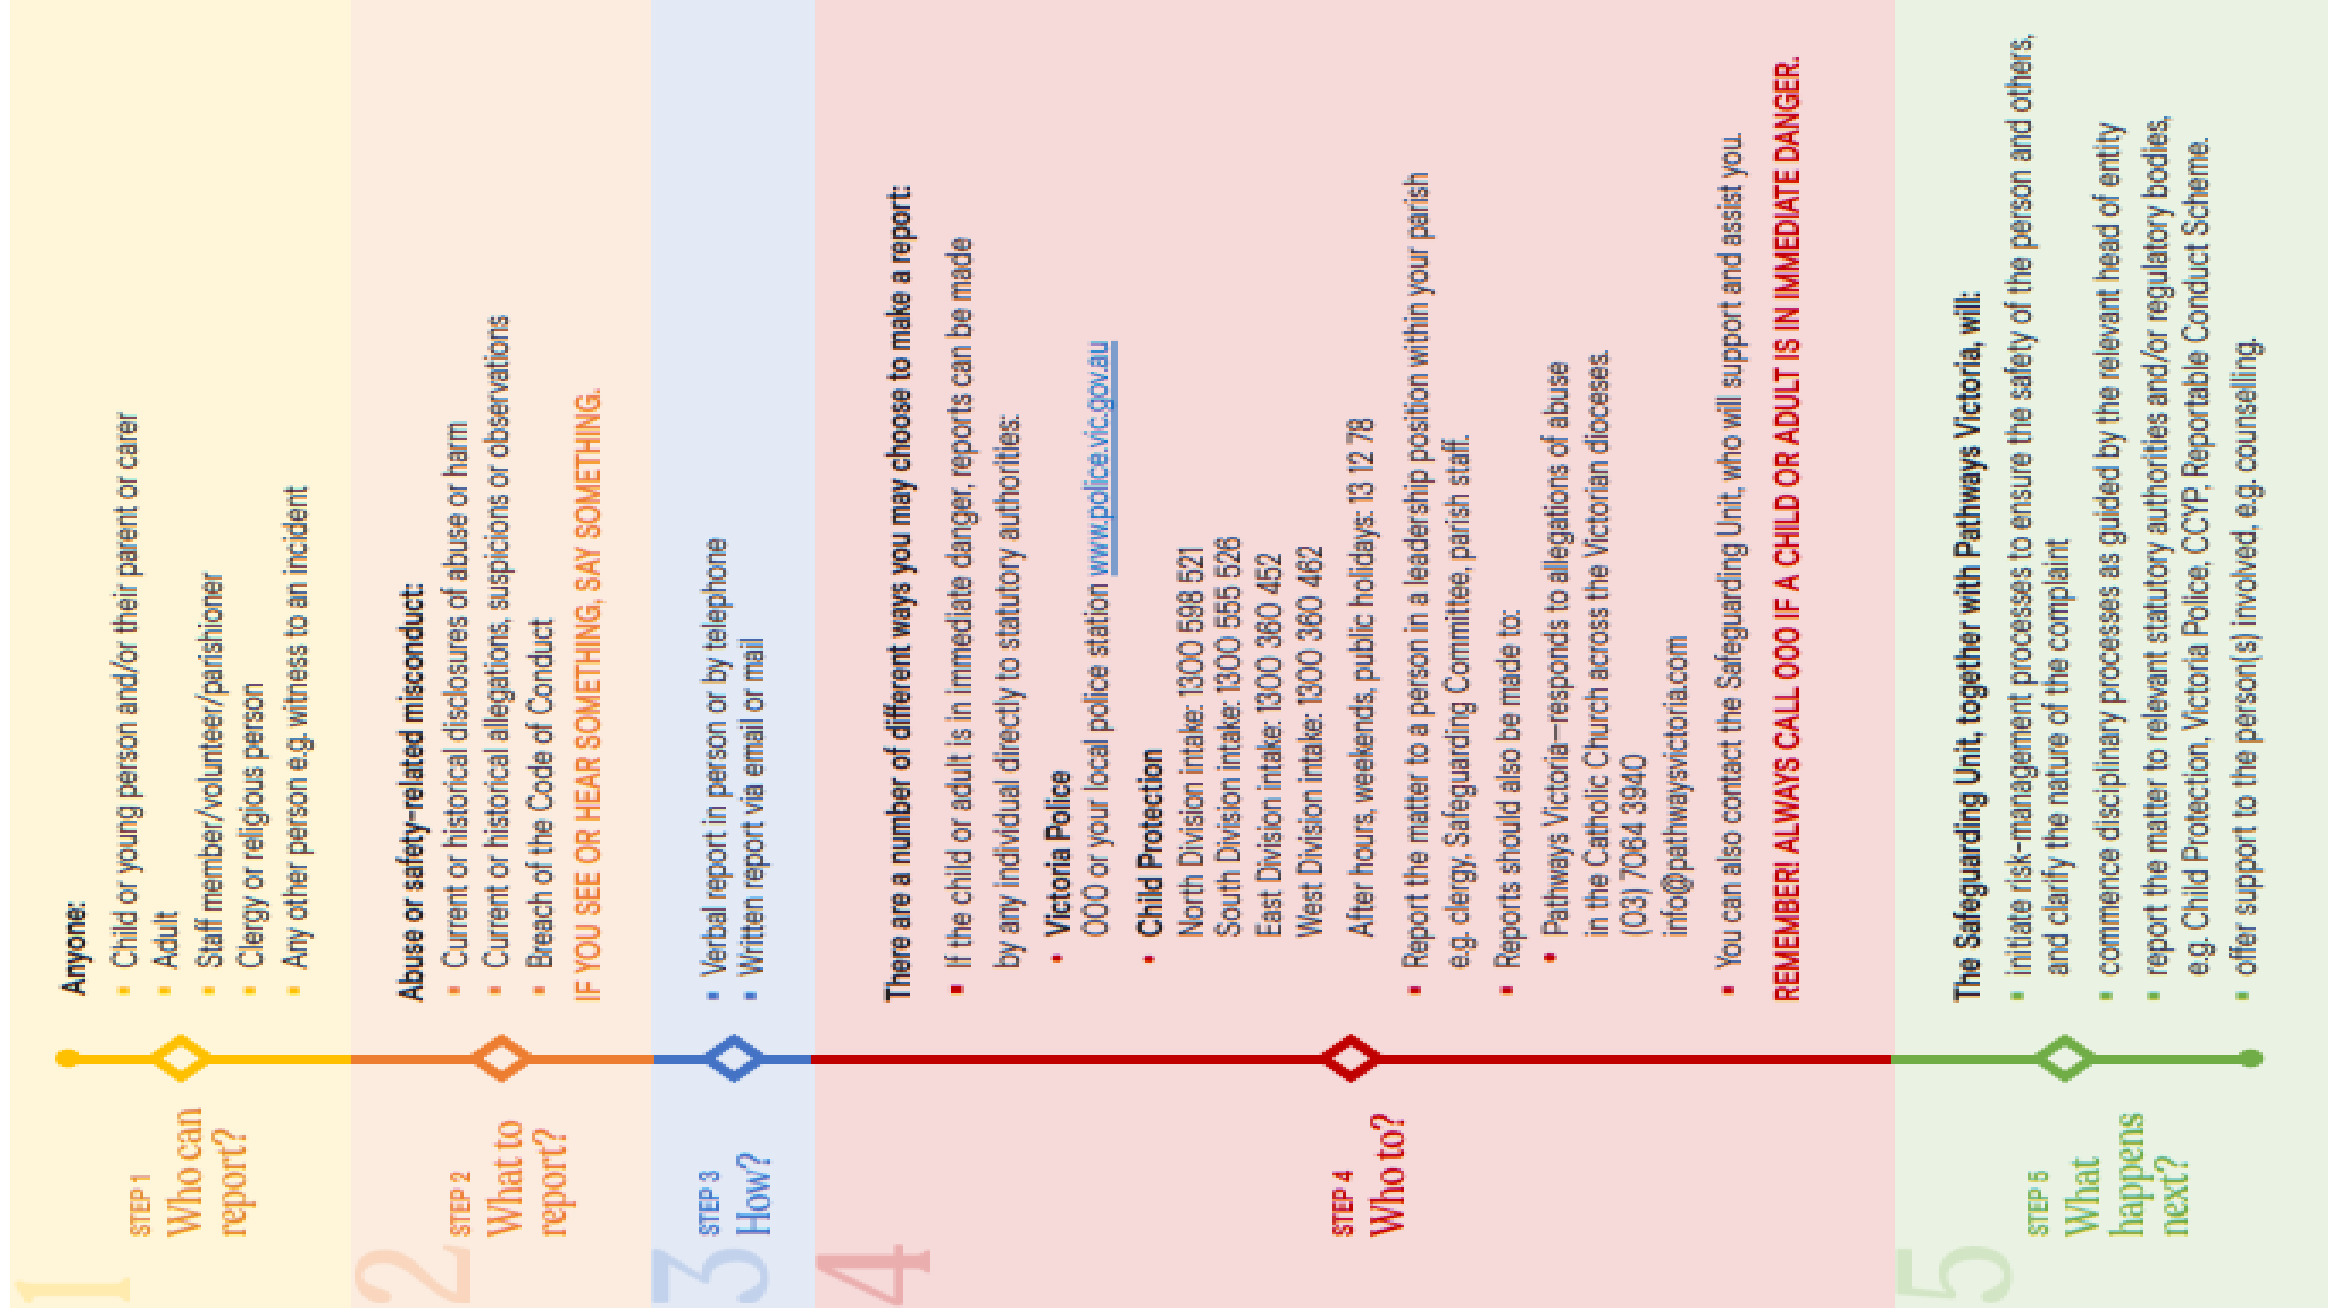 1
STEP 1
Who can
report?
Anyone:
• Child or young person and/or their parent or carer
• Adult
• Staff member/volunteer/parishioner
• Clergy or religious person
• Any other person e.g. witness to an incident
2
STEP 2
What to
report?
Abuse or safety-related misconduct:
• Current or historical disclosures of abuse or harm
• Current or historical allegations, suspicions or observations
• Breach of the Code of Conduct
IF YOU SEE OR HEAR SOMETHING, SAY SOMETHING.
3
STEP 3
How?
• Verbal report in person or by telephone
• Written report via email or mail
4
STEP 4
Who to?
There are a number of different ways you may choose to make a report:
• If the child or adult is in immediate danger, reports can be made
by any individual directly to statutory authorities:
• Victoria Police
000 or your local police station www.police.vic.gov.au
• Child Protection
North Division intake: 1300 598 521
South Division intake: 1300 555 526
East Division intake: 1300 360 452
West Division intake: 1300 360 462
After hours, weekends, public holidays: 13 12 78
• Report the matter to a person in a leadership position within your parish
e.g. clergy, Safeguarding Committee, parish staff.
• Reports should also be made to:
• Pathways Victoria—responds to allegations of abuse
in the Catholic Church across the Victorian dioceses.
(03) 7064 3940
info@pathwaysvictoria.com
• You can also contact the Safeguarding Unit, who will support and assist you.
REMEMBER! ALWAYS CALL 000 IF A CHILD OR ADULT IS IN IMMEDIATE DANGER.
5
STEP 5
What
happens
next?
The Safeguarding Unit, together with Pathways Victoria, will:
• initiate risk-management processes to ensure the safety of the person and others,
and clarify the nature of the complaint
• commence disciplinary processes as guided by the relevant head of entity
• report the matter to relevant statutory authorities and/or regulatory bodies,
e.g. Child Protection, Victoria Police, CCYP, Reportable Conduct Scheme.
• offer support to the person(s) involved, e.g. counselling.